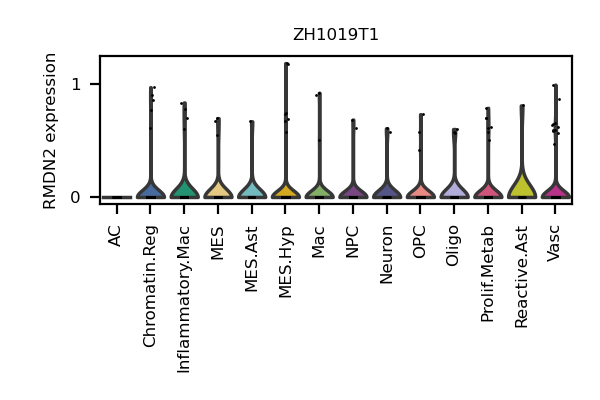 ZH1019T1
RMDN2 expression
1
0
AC
Chromatin.Reg
Inflammatory.Mac
MES
MES.Ast
MES.Hyp
Mac
NPC
Neuron
OPC
Oligo
Prolif.Metab
Reactive.Ast
Vasc